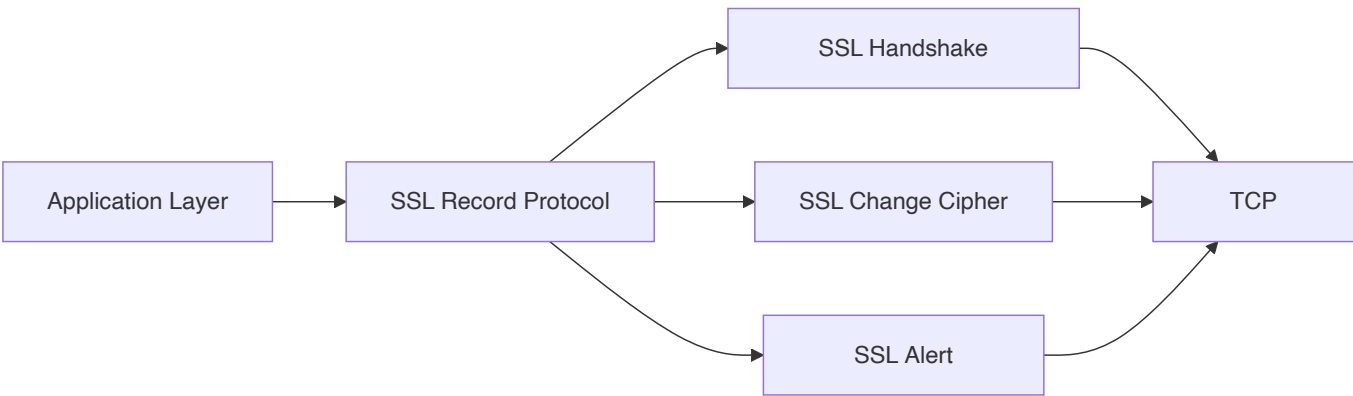 SSL Handshake
Application Layer
SSL Record Protocol
SSL Change Cipher
TCP
SSL Alert